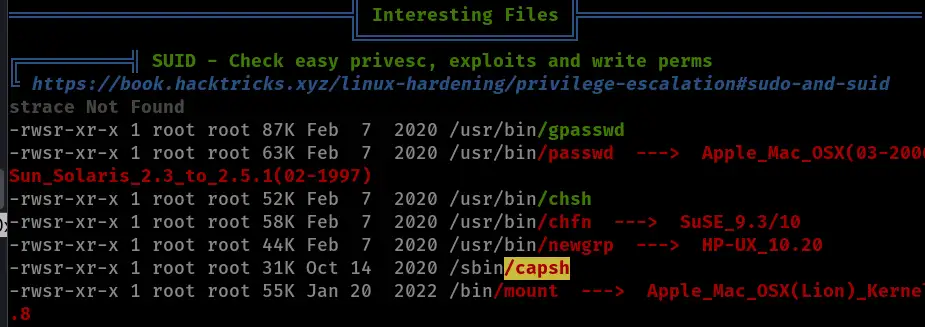 Interesting Files
SUID - Check easy privesc, exploits and write perms
https://book.hacktricks.xyz/linux-hardening/privilege-escalation#sudo-and-suid
strace Not Found
-rwsr-xr-x 1 root root 87K Feb  7  2020 /usr/bin/gpasswd
-rwsr-xr-x 1 root root 63K Feb  7  2020 /usr/bin/passwd  --->  Apple_Mac_OSX(03-200
Sun_Solaris_2.3_to_2.5.1(02-1997)
-rwsr-xr-x 1 root root 52K Feb  7  2020 /usr/bin/chsh
-rwsr-xr-x 1 root root 58K Feb  7  2020 /usr/bin/chfn  --->  SuSE_9.3/10
-rwsr-xr-x 1 root root 44K Feb  7  2020 /usr/bin/newgrp  --->  HP-UX_10.20
-rwsr-xr-x 1 root root 31K Oct 14  2020 /sbin/capsh
-rwsr-xr-x 1 root root 55K Jan 20  2022 /bin/mount  --->  Apple_Mac_OSX(Lion)_Kernel
.8